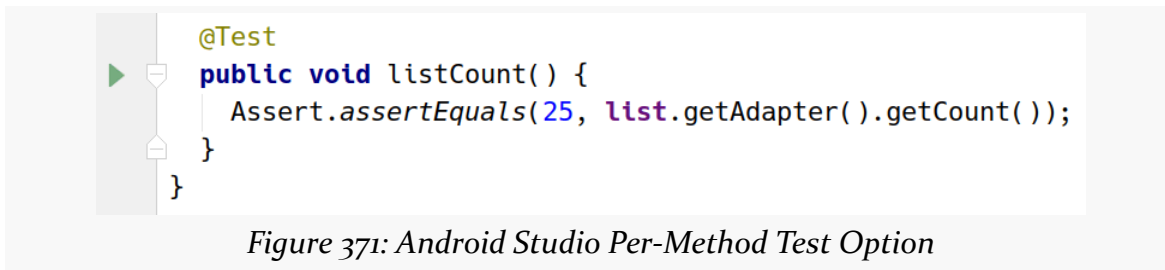 @Test
public void listCount() {
Assert.assertEquals(25, list.getAdapter().getCount());
}
}
Figure 371: Android Studio Per-Method Test Option